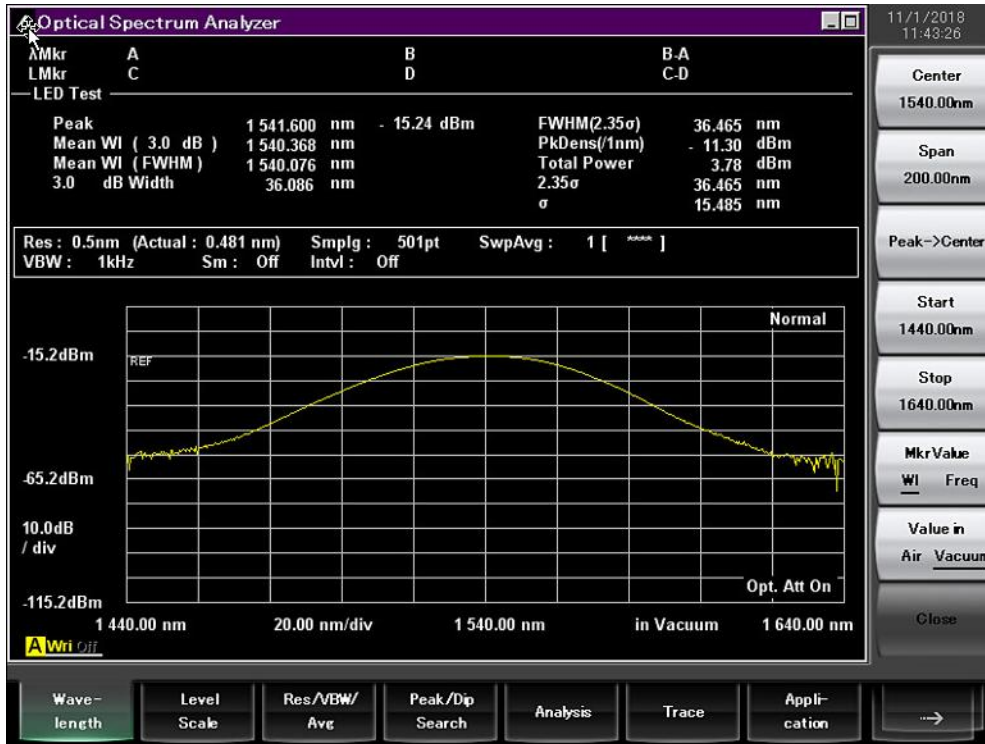 Optical Spectrum Analyzer
11/1/2018
11:43:26
λMkr A B B-A
LMkr C D C-D
LED Test
Peak 1 541.600 nm - 15.24 dBm FWHM(2.35σ) 36.465 nm
Mean Wl ( 3.0 dB ) 1 540.368 nm PkDens(/1nm) - 11.30 dBm
Mean Wl ( FWHM ) 1 540.076 nm Total Power 3.78 dBm
3.0 dB Width 36.086 nm 2.35σ 36.465 nm
σ 15.485 nm
Res : 0.5nm (Actual : 0.481 nm) Smplg : 501pt SwpAvg : 1 [ **** ]
VBW : 1kHz Sm : Off Intvl : Off
Normal
-15.2dBm
REF
-65.2dBm
10.0dB
/ div
Opt. Att On
-115.2dBm
1 440.00 nm 20.00 nm/div 1 540.00 nm in Vacuum 1 640.00 nm
A Wri Off
Center
1540.00nm
Span
200.00nm
Peak->Center
Start
1440.00nm
Stop
1640.00nm
MkrValue
Wl Freq
Value in
Air Vacuum
Close
Wave-
length
Level
Scale
Res/VBW/
Avg
Peak/Dip
Search
Analysis
Trace
Appli-
cation